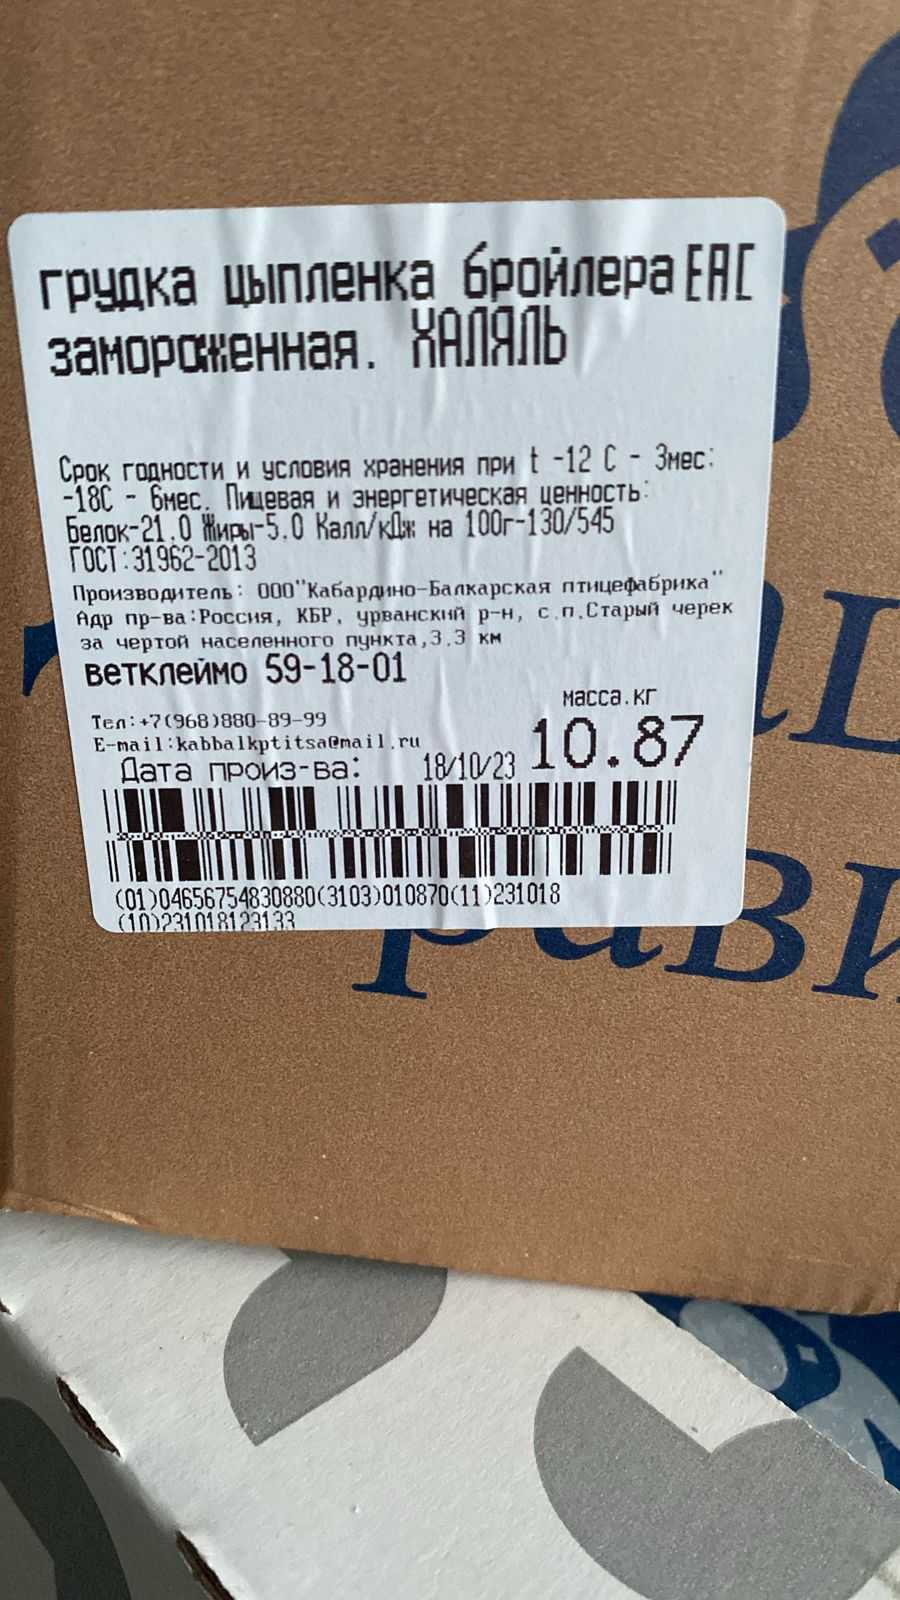 грудка цыпленка бройлера ЕАС
замороженная. ХАЛЯЛЬ
Срок годности и условия хранения при t -12 С - 3мес:
-18С - 6мес. Пищевая и энергетическая ценность:
Белок-21.0 Жиры-5.0 Калл/кДж на 100г-130/545
ГОСТ:31962-2013
Производитель: ООО"Кабардино-Балкарская птицефабрика"
Адр пр-ва:Россия, КБР, урванский р-н, с.п.Старый черек
за чертой населенного пункта,3.3 км
ветклеймо 59-18-01
масса.кг
Тел:+7(968)880-89-99
E-mail:kabbalkptitsa@mail.ru
10.87
Дата произ-ва: 18/10/23
(01)04656754830880(3103)010870(11)231018
(10)231018123133